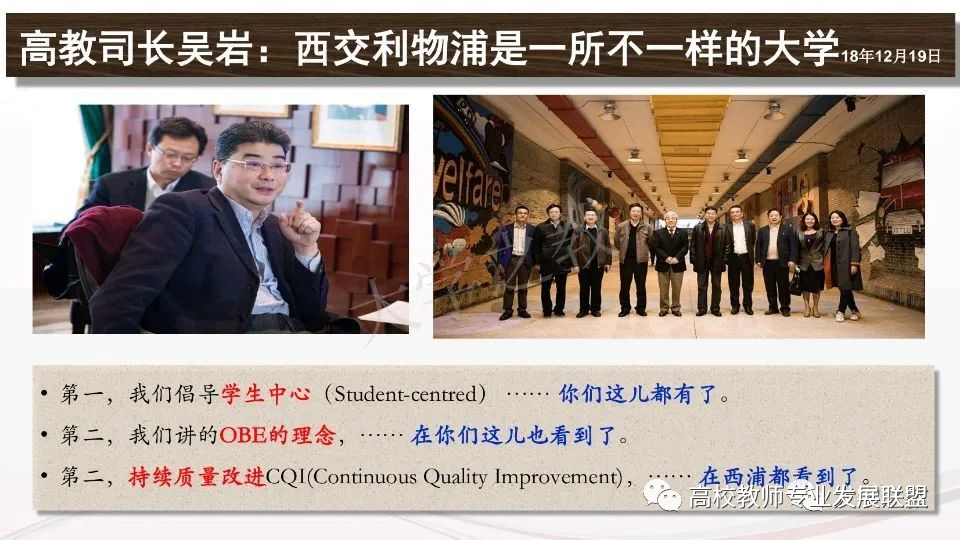 高教司长吴岩：西交利物浦是一所不一样的大学18年12月19日
welfare
大学之教
• 第一，我们倡导学生中心（Student-centred） …… 你们这儿都有了。
• 第二，我们讲的OBE的理念，…… 在你们这儿也看到了。
• 第二，持续质量改进CQI(Continuous Quality Improvement)， …… 在西浦都看到了。
高校教师专业发展联盟